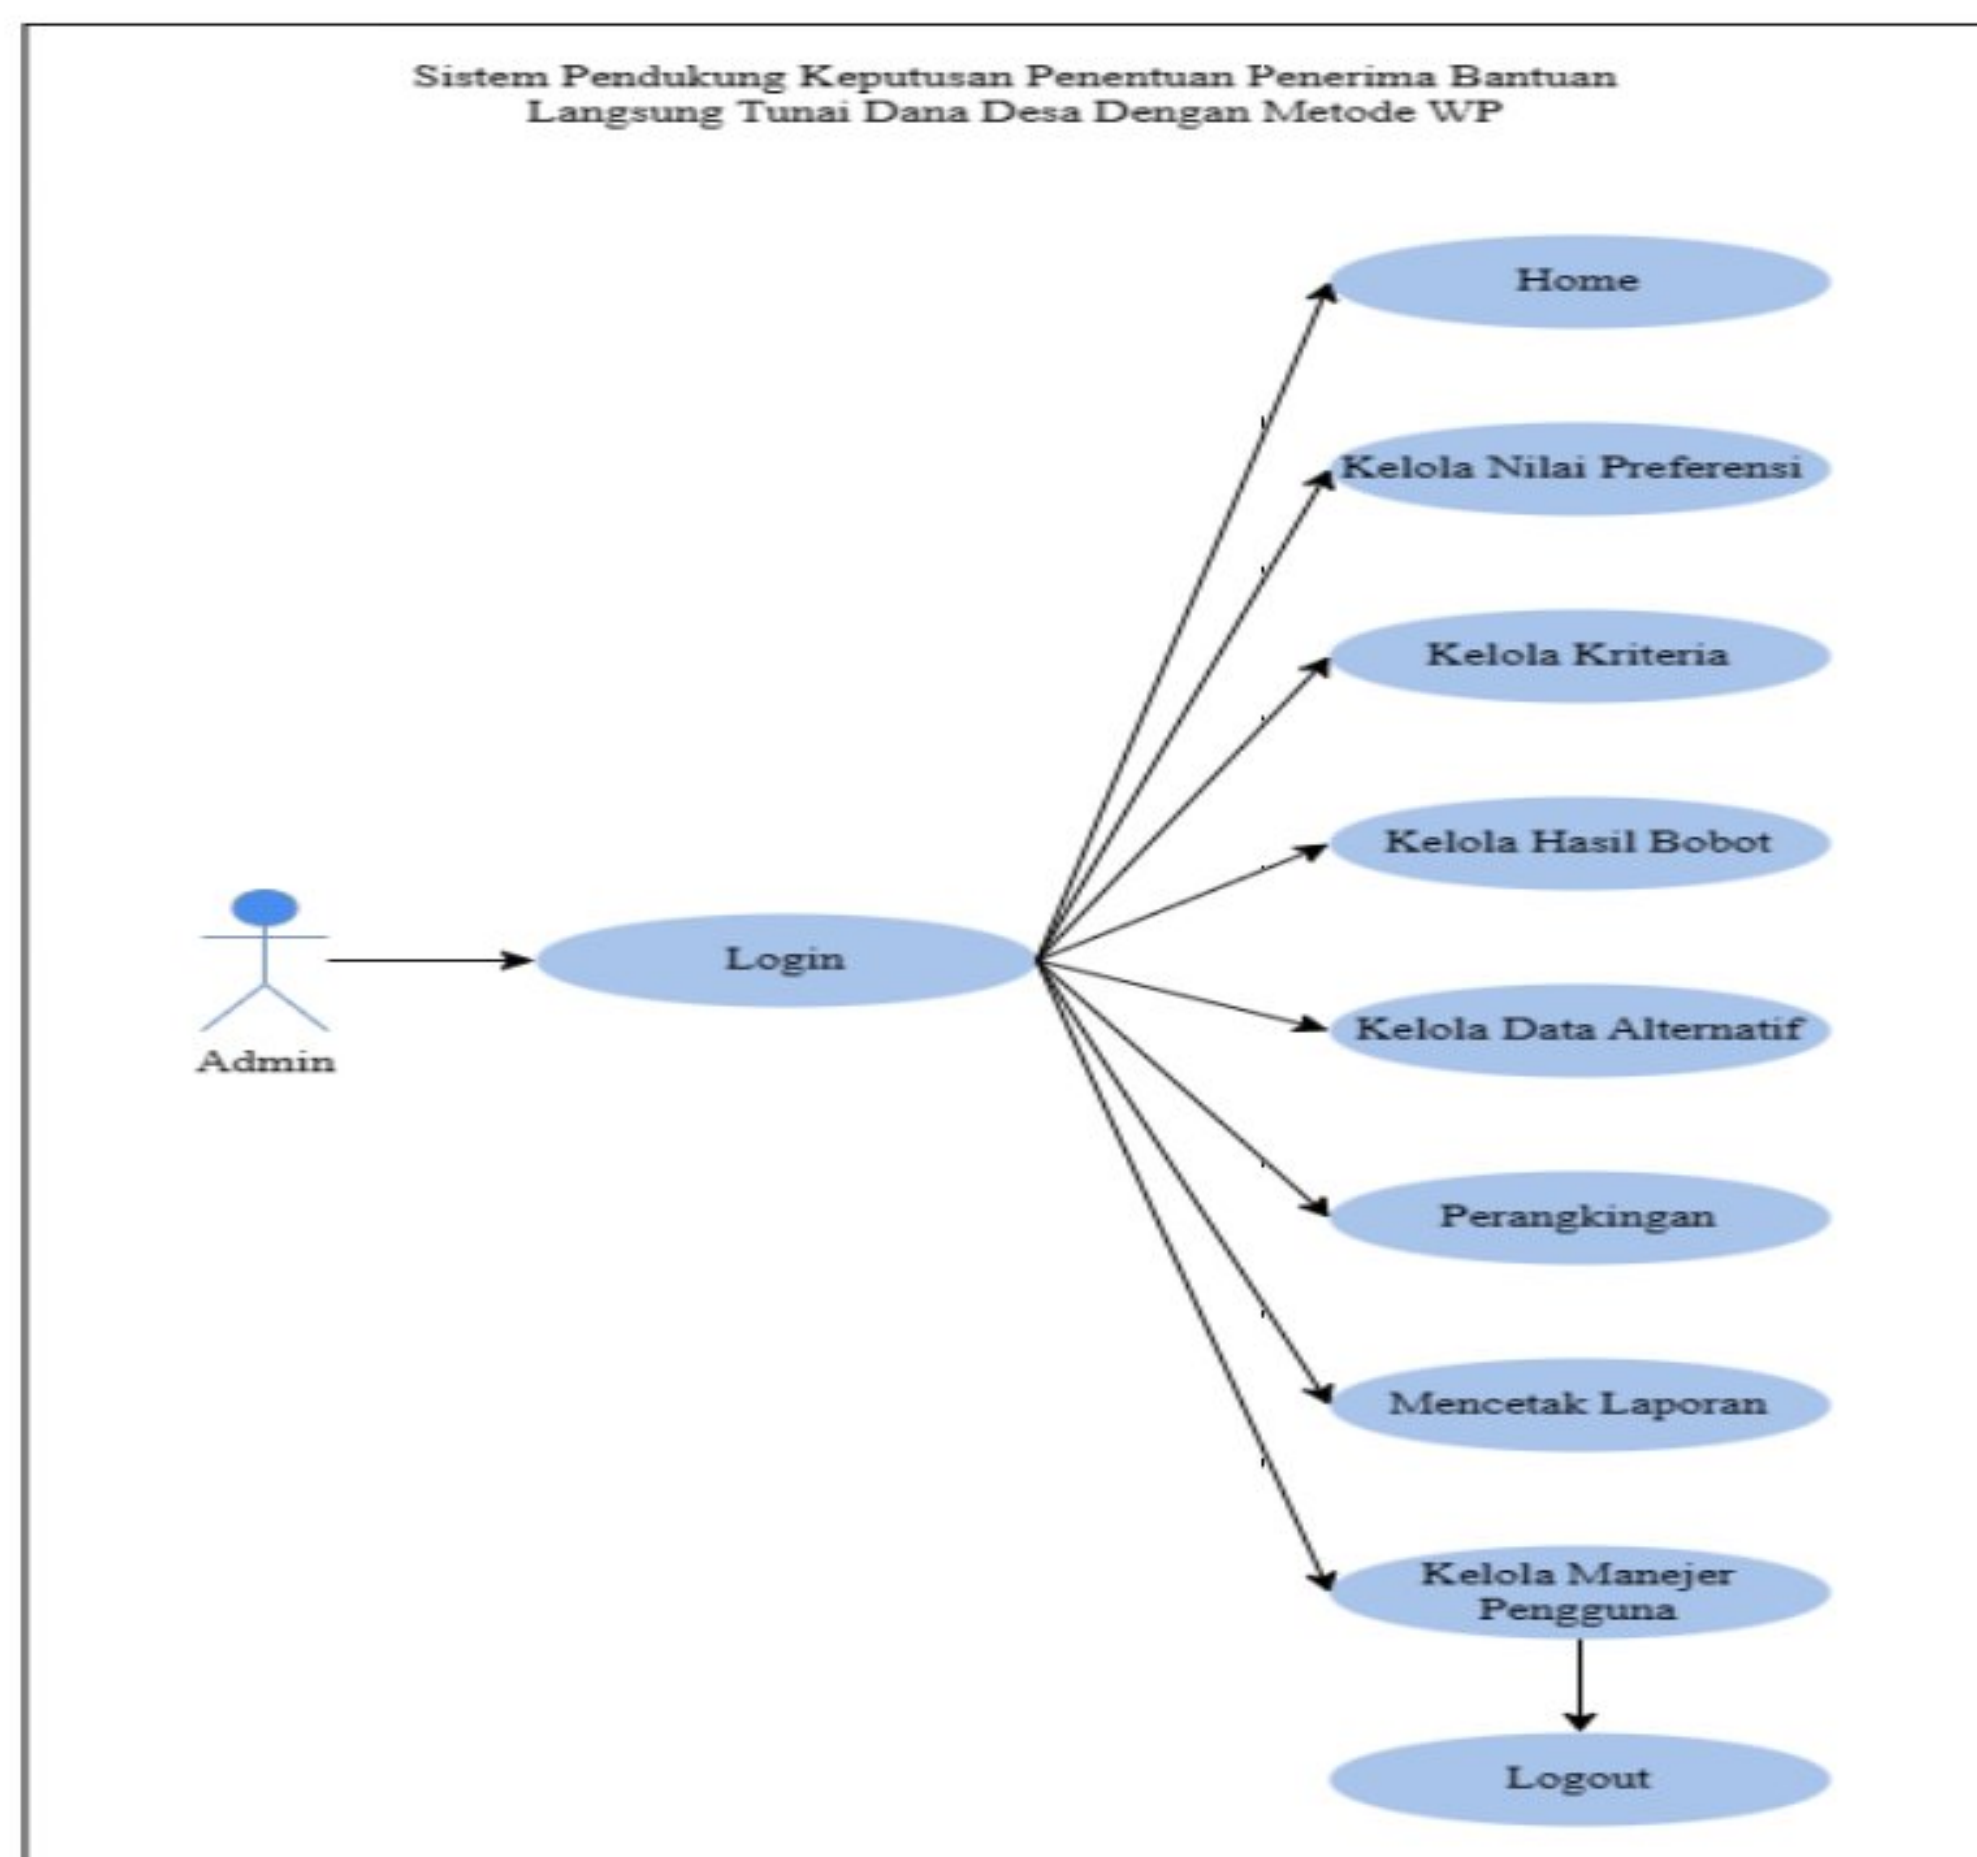 Sistem Pendukung Keputusan Penentuan Penerima Bantuan
Langsung Tunai Dana Desa Dengan Metode WP
Home
Kelola Nilai Preferensi
Kelola Kriteria
Kelola Hasil Bobot
Login
Kelola Data Alternatif
Admin
Perangkingan
Mencetak Laporan
Kelola Manejer
Pengguna
Logout